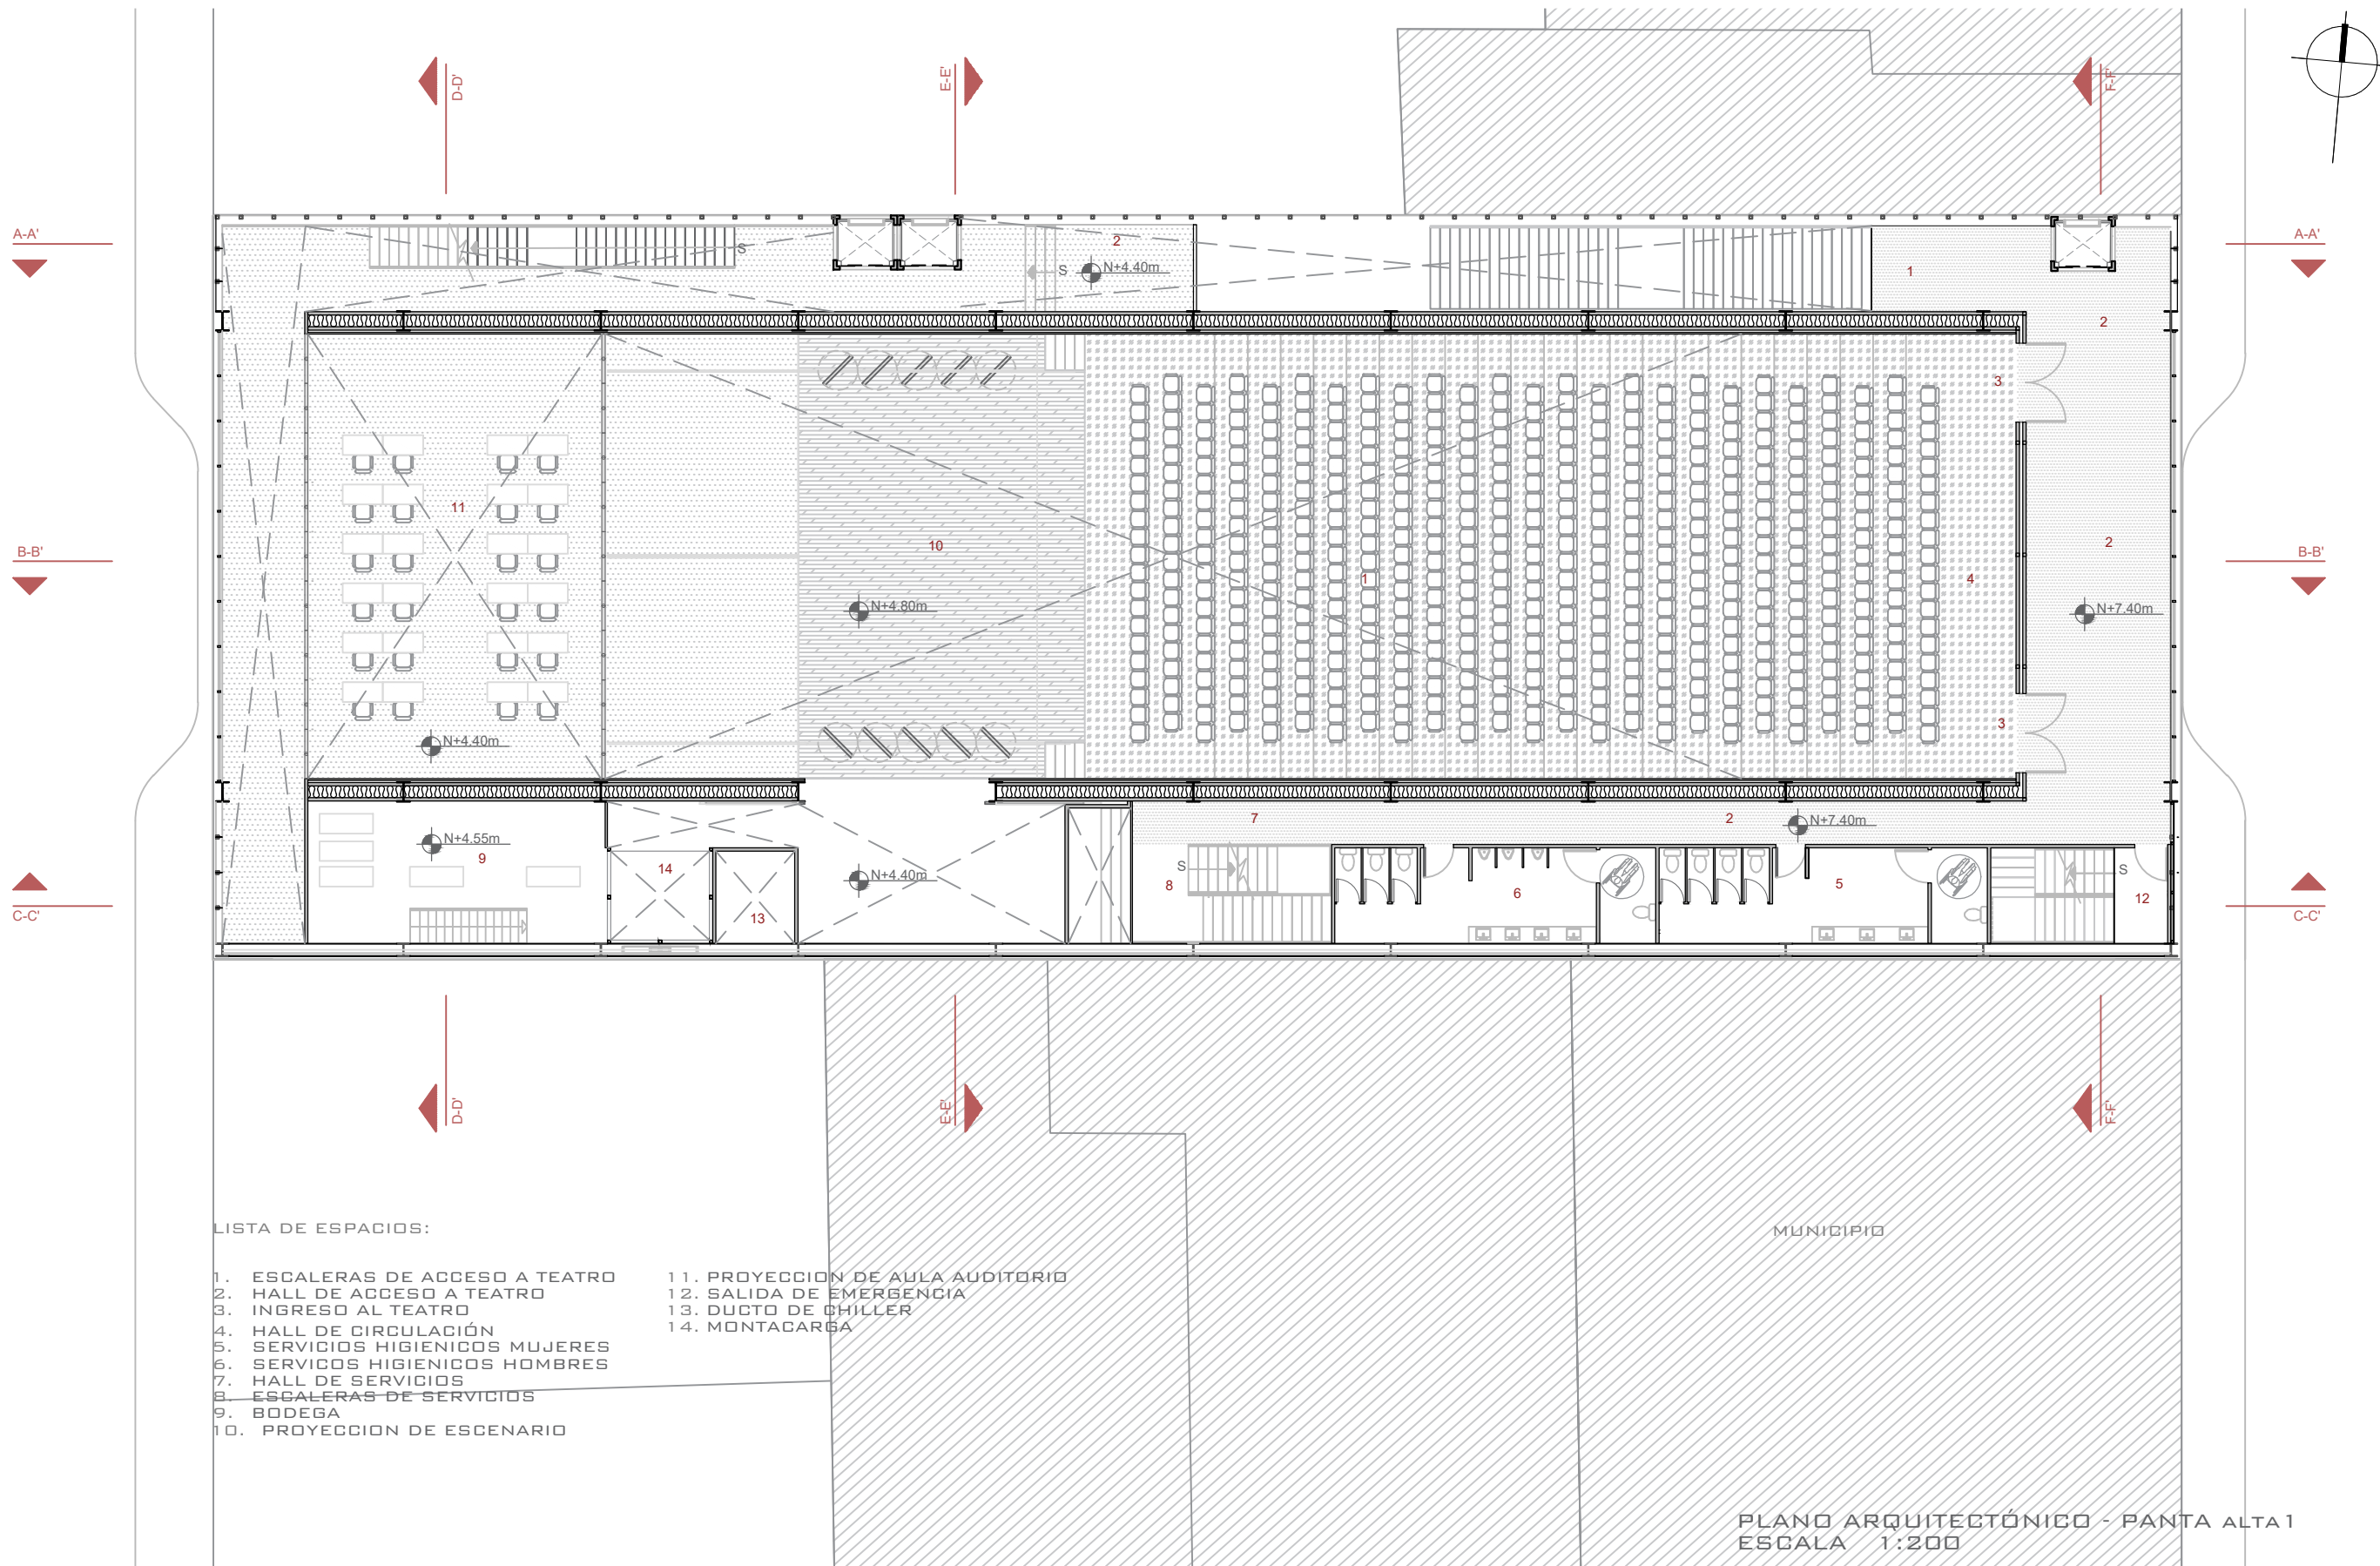 D-D'
E-E'
F-F'
A-A'
A-A'
S
2
S
N+4.40m
1
2
3
11
10
B-B'
B-B'
2
1
4
N+4.80m
N+7.40m
3
N+4.40m
7
2
N+7.40m
N+4.55m
9
14
N+4.40m
S
8
6
5
S
12
13
C-C'
C-C'
D-D'
E-E'
F-F'
LISTA DE ESPACIOS:
MUNICIPIO
1. ESCALERAS DE ACCESO A TEATRO
2. HALL DE ACCESO A TEATRO
3. INGRESO AL TEATRO
4. HALL DE CIRCULACIÓN
5. SERVICIOS HIGIENICOS MUJERES
6. SERVICOS HIGIENICOS HOMBRES
7. HALL DE SERVICIOS
8. ESCALERAS DE SERVICIOS
9. BODEGA
10. PROYECCION DE ESCENARIO
11. PROYECCION DE AULA AUDITORIO
12. SALIDA DE EMERGENCIA
13. DUCTO DE CHILLER
14. MONTACARGA
PLANO ARQUITECTÓNICO - PANTA ALTA1
ESCALA 1:200